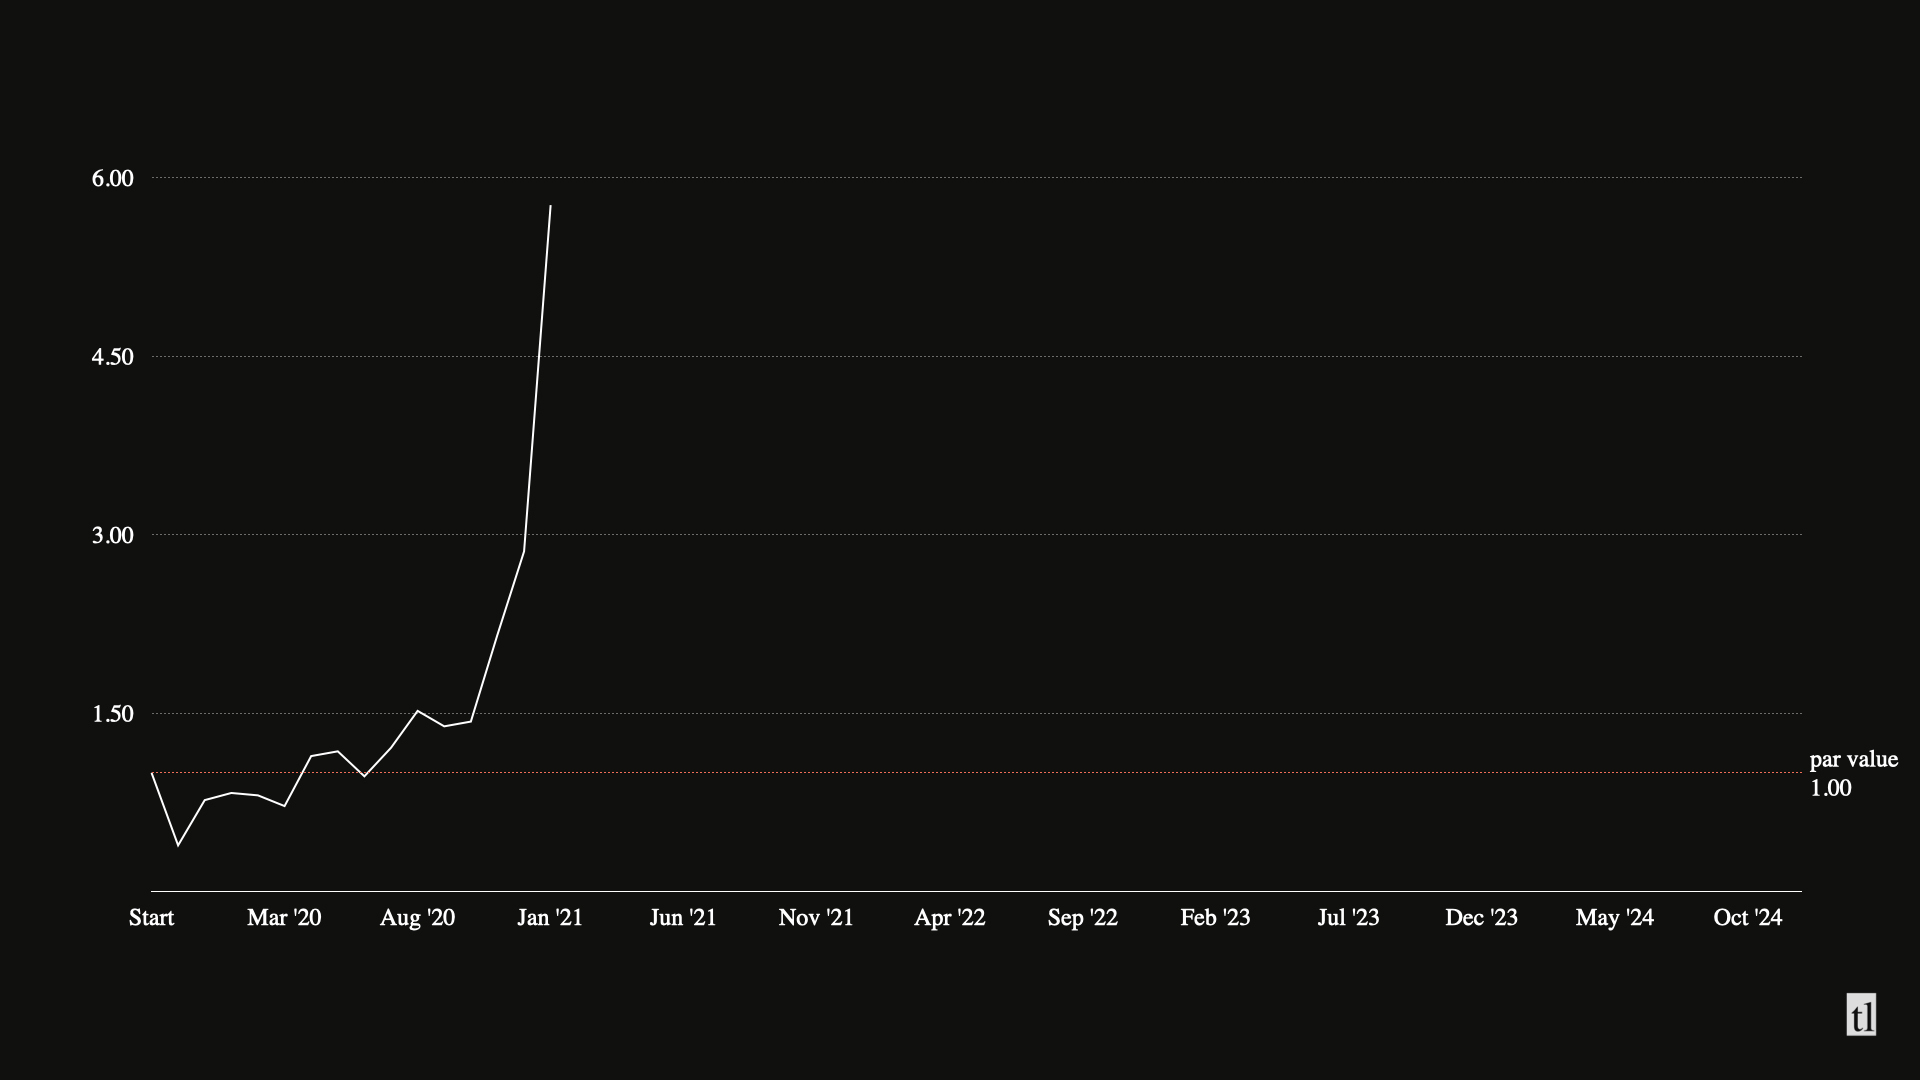 6.00
4.50
3.00
1.50
par value
1.00
Start Mar '20 Aug '20 Jan '21 Jun '21 Nov '21 Apr '22 Sep '22 Feb '23 Jul '23 Dec '23 May '24 Oct '24
tl